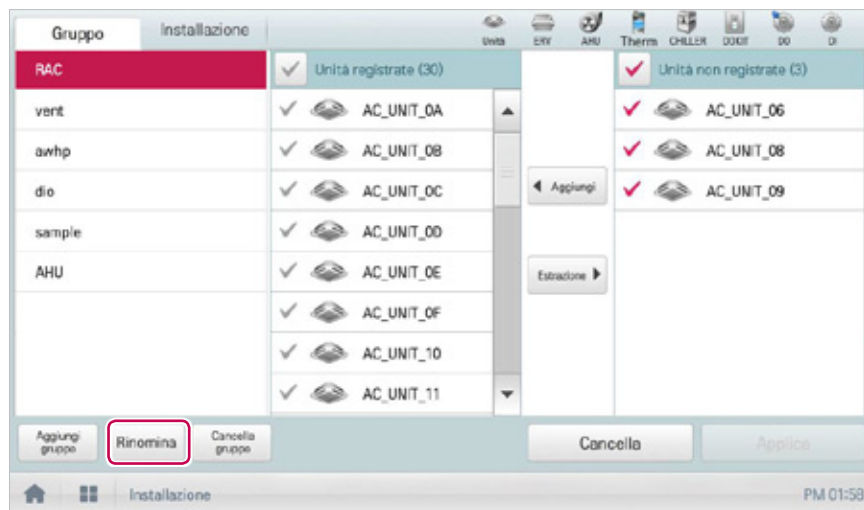 Gruppo
Installazione
Unità
ERV
AHU
Therm
CHILLER
DOKIT
DO
DI
RAC
vent
awhp
dio
sample
AHU
Unità registrate (30)
AC_UNIT_0A
AC_UNIT_0B
AC_UNIT_0C
AC_UNIT_0D
AC_UNIT_0E
AC_UNIT_0F
AC_UNIT_10
AC_UNIT_11
Aggiungi
Estrazione
Unità non registrate (3)
AC_UNIT_06
AC_UNIT_08
AC_UNIT_09
Aggiungi
gruppo
Rinomina
Cancella
gruppo
Cancella
Applica
Installazione
PM 01:58